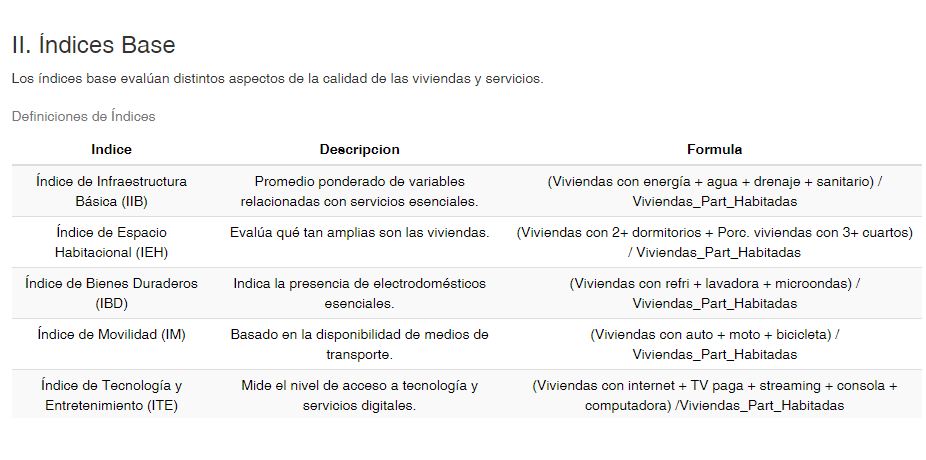 II. Índices Base
Los índices base evalúan distintos aspectos de la calidad de las viviendas y servicios.
Definiciones de Índices
Indice Descripcion Formula
Índice de Infraestructura Promedio ponderado de variables (Viviendas con energía + agua + drenaje + sanitario) /
Básica (IIB) relacionadas con servicios esenciales. Viviendas_Part_Habitadas
Índice de Espacio Evalúa qué tan amplias son las viviendas. (Viviendas con 2+ dormitorios + Porc. viviendas con 3+ cuartos)
Habitacional (IEH) / Viviendas_Part_Habitadas
Índice de Bienes Duraderos Indica la presencia de electrodomésticos (Viviendas con refri + lavadora + microondas) /
(IBD) esenciales. Viviendas_Part_Habitadas
Índice de Movilidad (IM) Basado en la disponibilidad de medios de (Viviendas con auto + moto + bicicleta) /
transporte. Viviendas_Part_Habitadas
Índice de Tecnología y Mide el nivel de acceso a tecnología y (Viviendas con internet + TV paga + streaming + consola +
Entretenimiento (ITE) servicios digitales. computadora) /Viviendas_Part_Habitadas